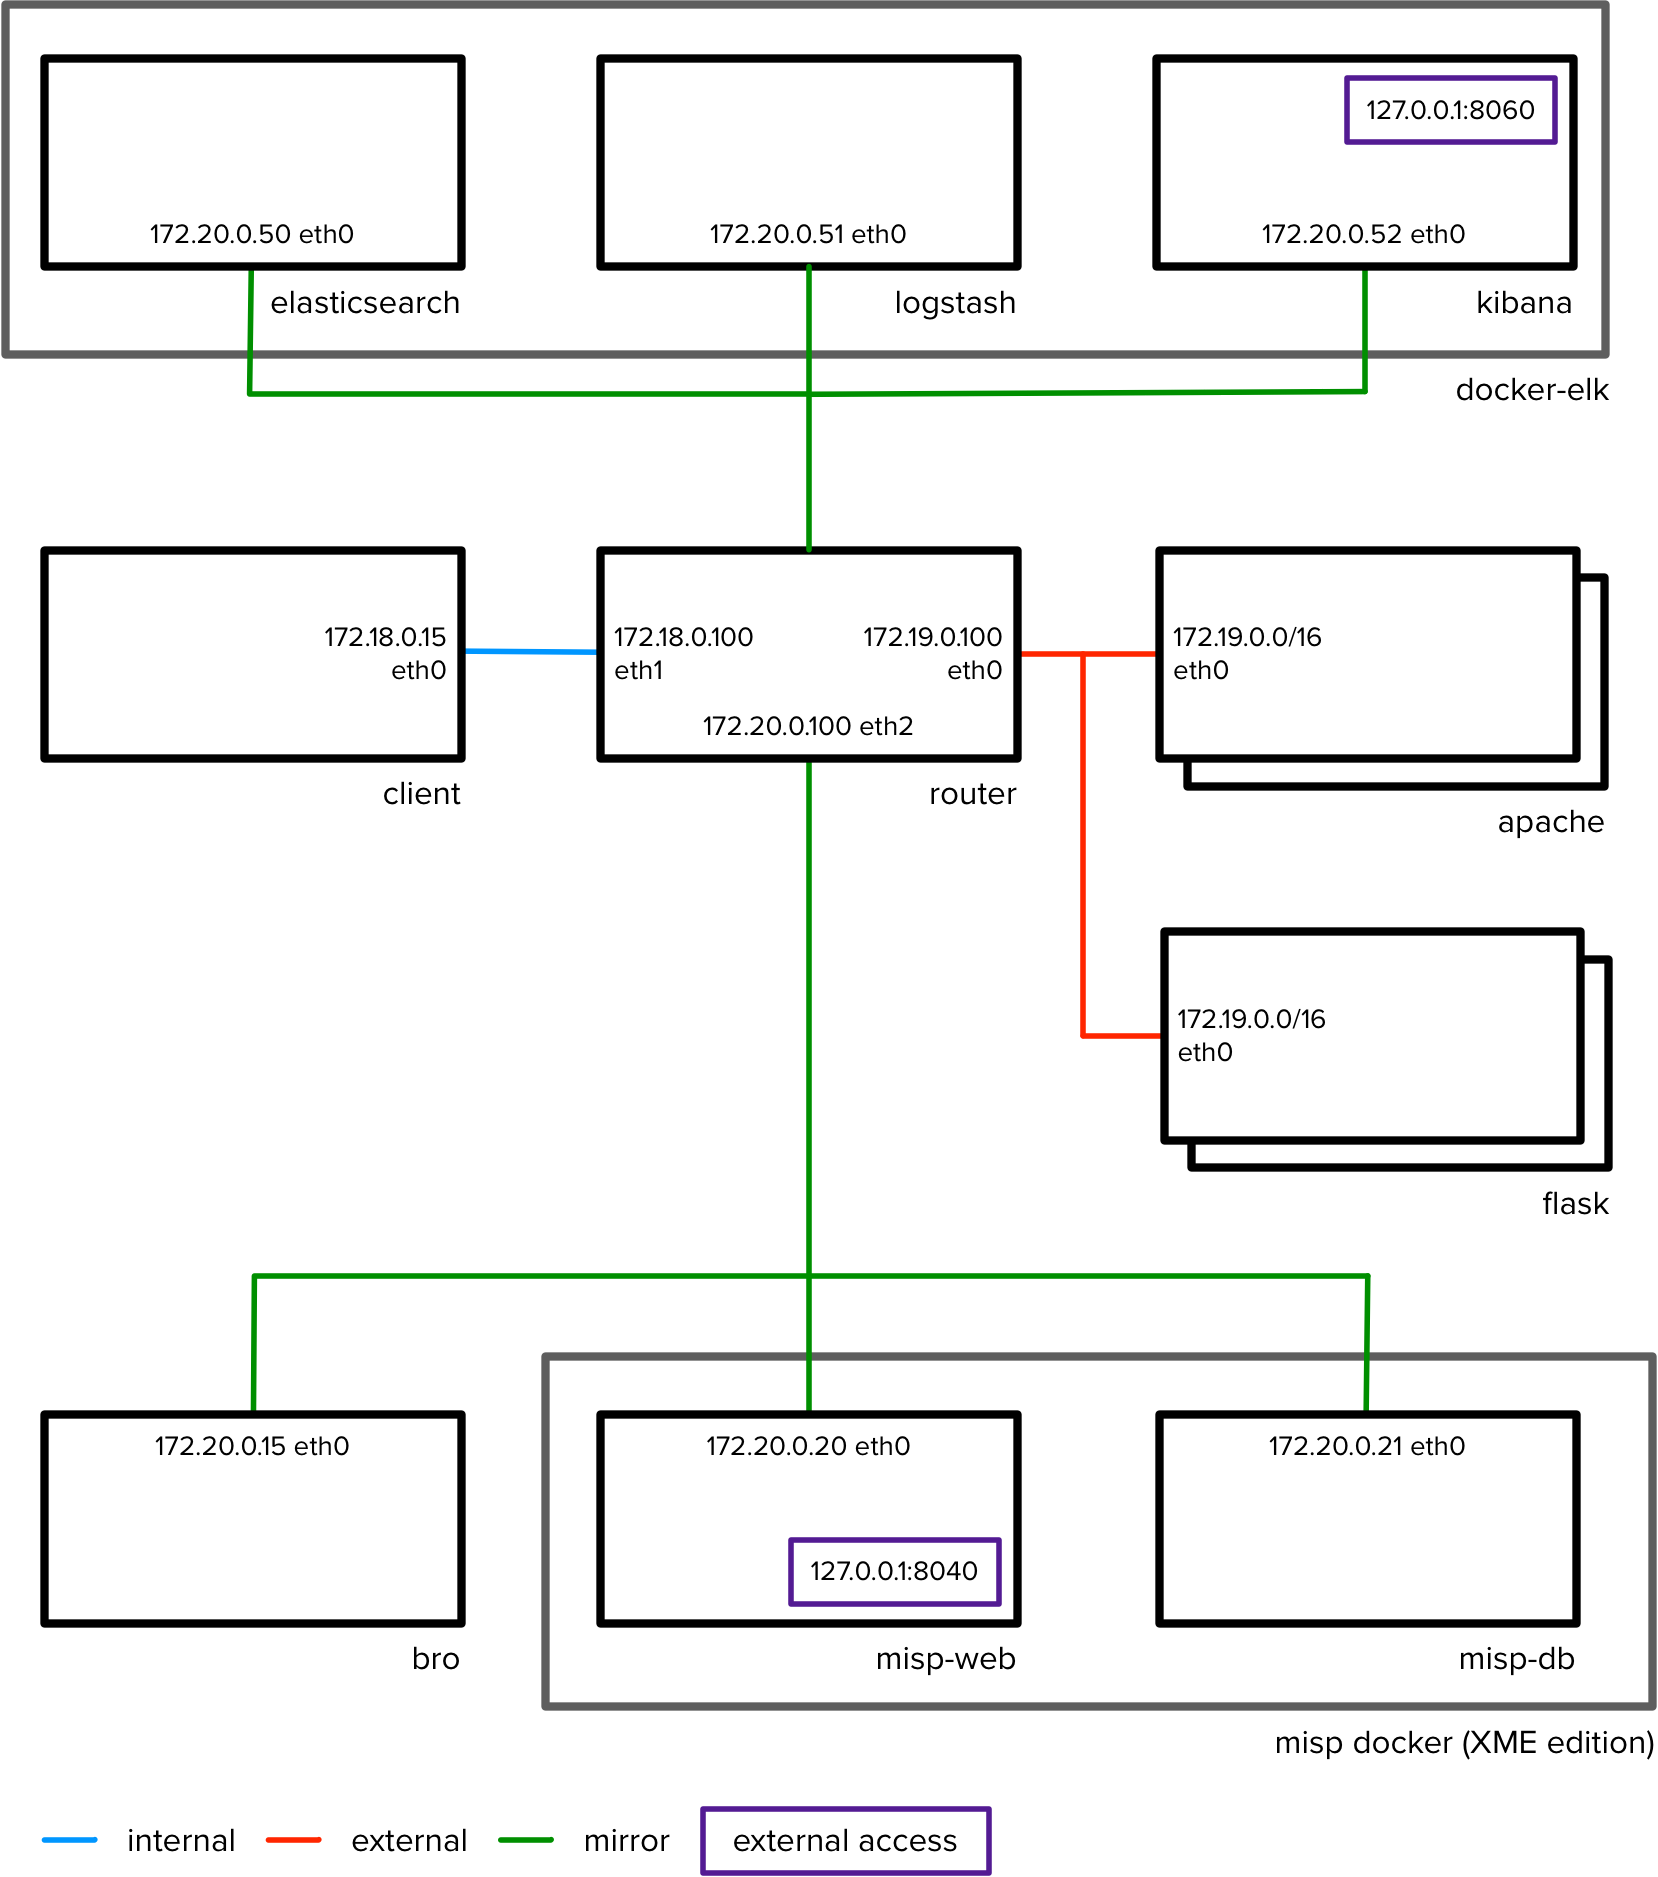 127.0.0.1:8060
172.20.0.50 eth0
172.20.0.51 eth0
172.20.0.52 eth0
elasticsearch
logstash
kibana
docker-elk
172.18.0.15
eth0
172.18.0.100
eth1
172.19.0.100
eth0
172.20.0.100 eth2
172.19.0.0/16
eth0
client
router
apache
172.19.0.0/16
eth0
flask
172.20.0.15 eth0
172.20.0.20 eth0
172.20.0.21 eth0
127.0.0.1:8040
bro
misp-web
misp-db
misp docker (XME edition)
internal
external
mirror
external access